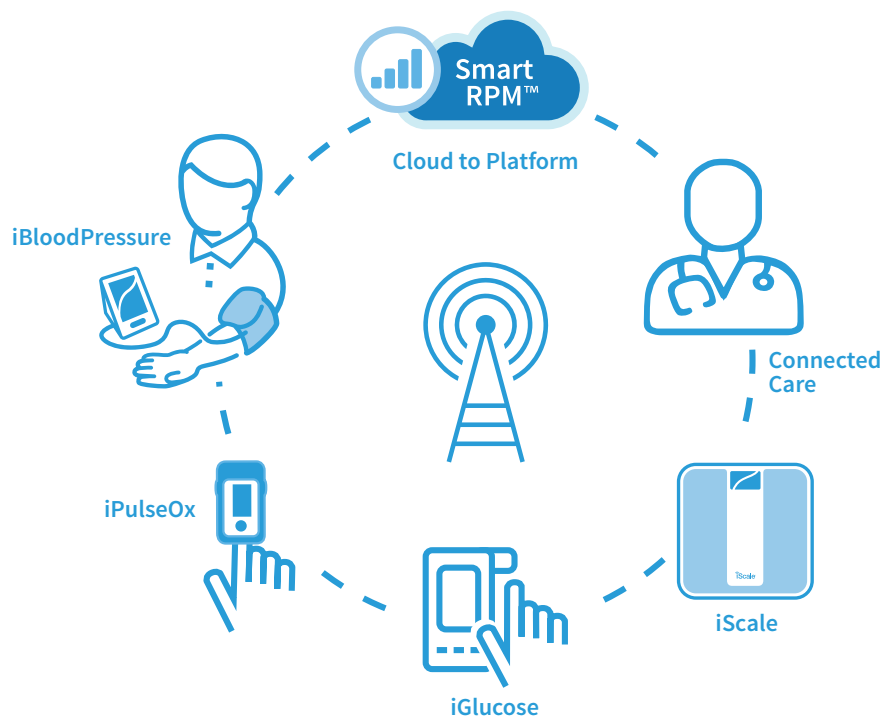 Smart
RPM™
Cloud to Platform
iBloodPressure
Connected
Care
iPulseOx
iScale
iScale
iGlucose